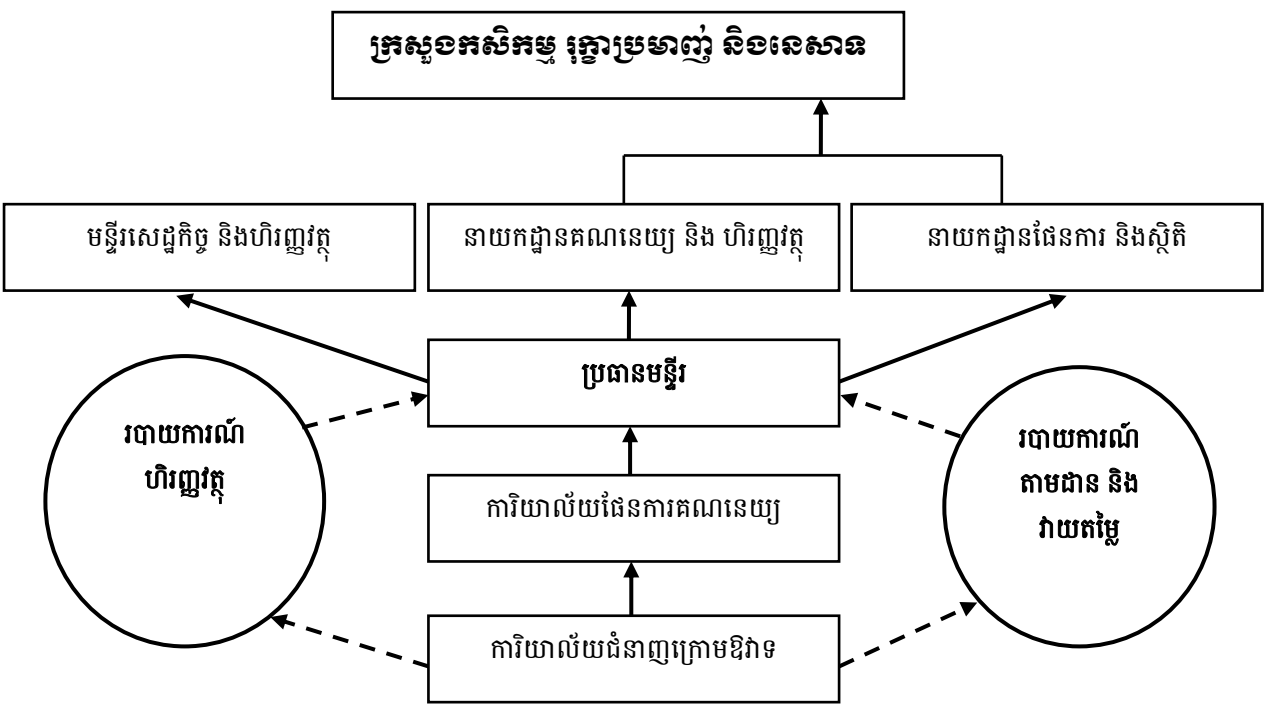 ក្រសួងកសិកម្ម រុក្ខាប្រមាញ់ និងនេសាទ
មន្ទីរសេដ្ឋកិច្ច និងហិរញ្ញវត្ថុ
នាយកដ្ឋានគណនេយ្យ និង ហិរញ្ញវត្ថុ
នាយកដ្ឋានផែនការ និងស្ថិតិ
ប្រធានមន្ទីរ
របាយការណ៍
ហិរញ្ញវត្ថុ
របាយការណ៍
តាមដាន និង
វាយតម្លៃ
ការិយាល័យផែនការគណនេយ្យ
ការិយាល័យជំនាញក្រោមឱវាទ